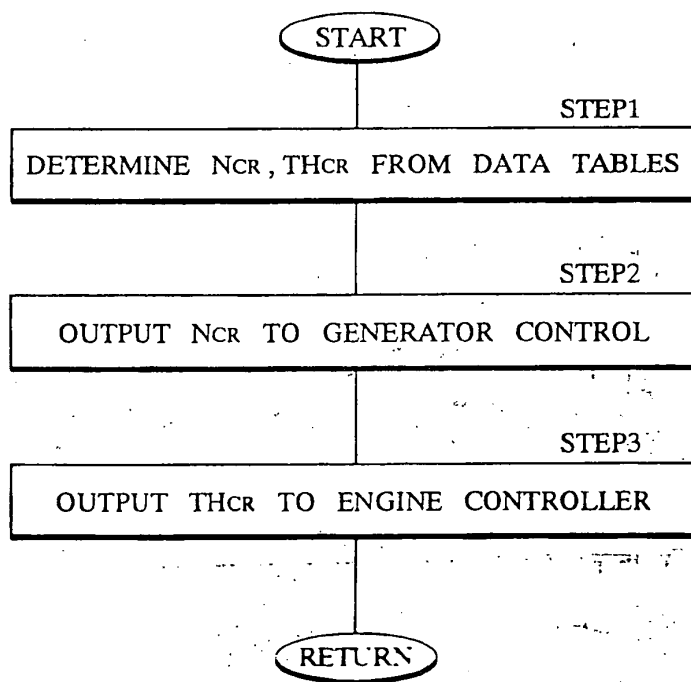 START
STEP1
DETERMINE NCR, THCR FROM DATA TABLES
STEP2
OUTPUT NCR TO GENERATOR CONTROL
STEP3
OUTPUT THCR TO ENGINE CONTROLLER
RETURN